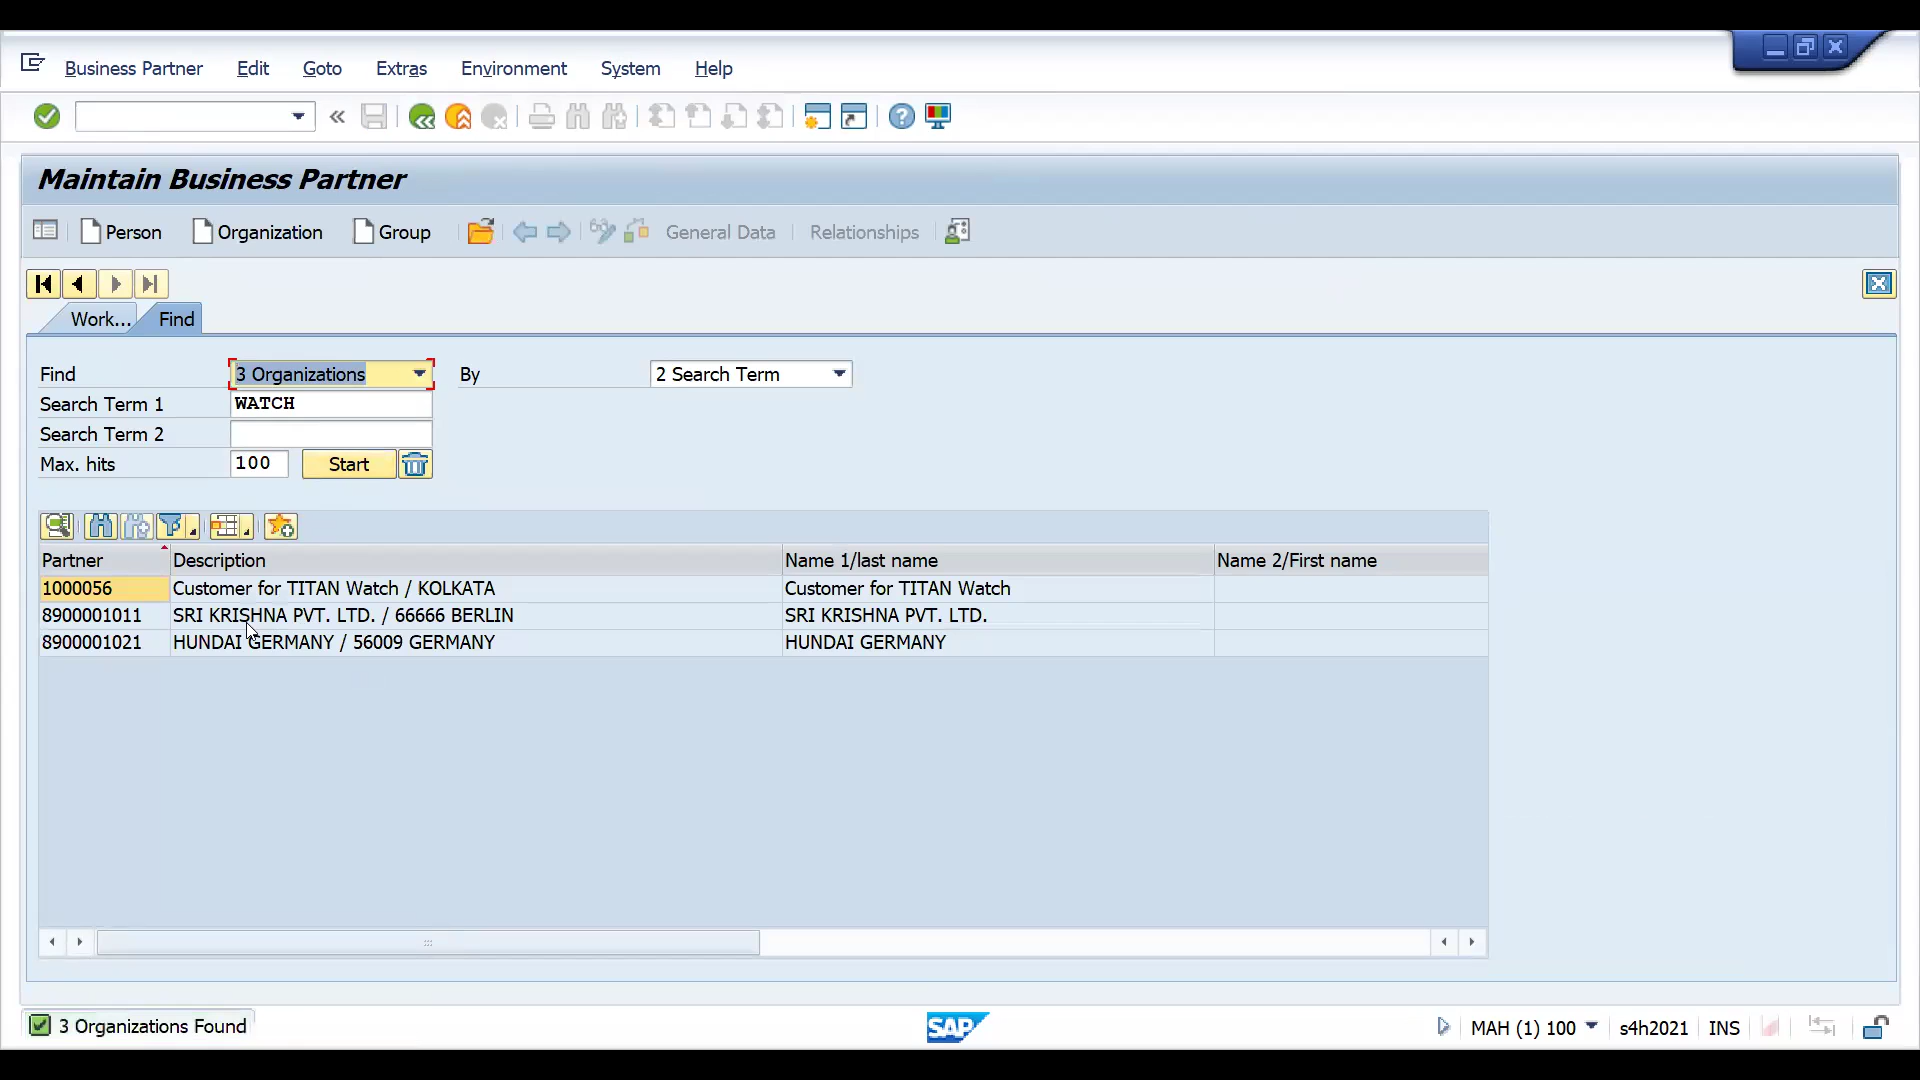 Business Partner Edit Goto Extras Environment System Help
Maintain Business Partner
Person Organization Group General Data Relationships
Work... Find
Find 3 Organizations By 2 Search Term
Search Term 1 WATCH
Search Term 2
Max. hits 100 Start
Partner Description Name 1/last name Name 2/First name
1000056 Customer for TITAN Watch / KOLKATA Customer for TITAN Watch
8900001011 SRI KRISHNA PVT. LTD. / 66666 BERLIN SRI KRISHNA PVT. LTD.
8900001021 HUNDAI GERMANY / 56009 GERMANY HUNDAI GERMANY
3 Organizations Found SAP MAH (1) 100 s4h2021 INS